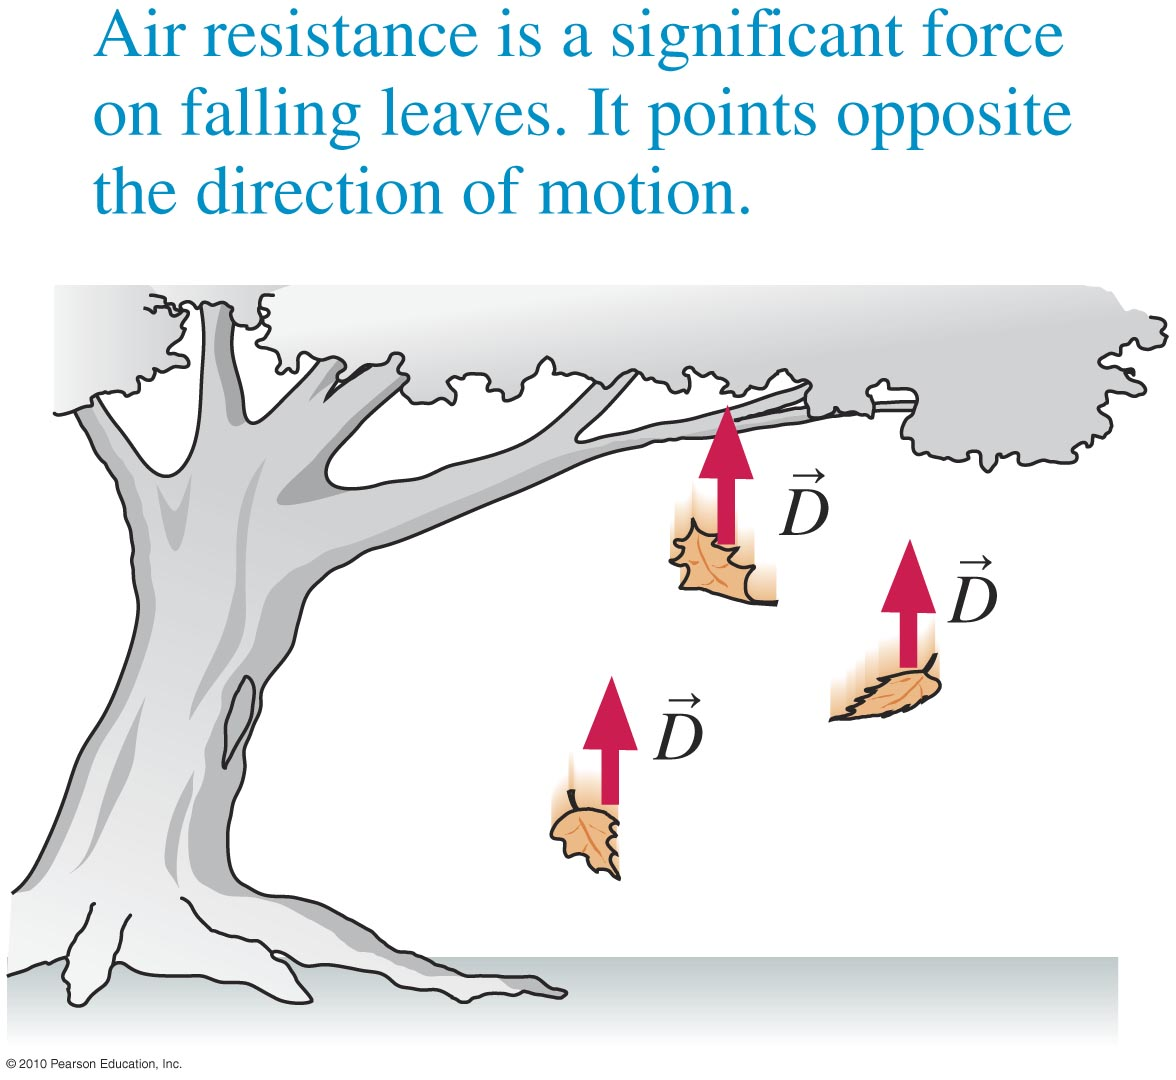 Air resistance is a significant force
on falling leaves. It points opposite
the direction of motion.
D⃗
D⃗
D⃗
© 2010 Pearson Education, Inc.